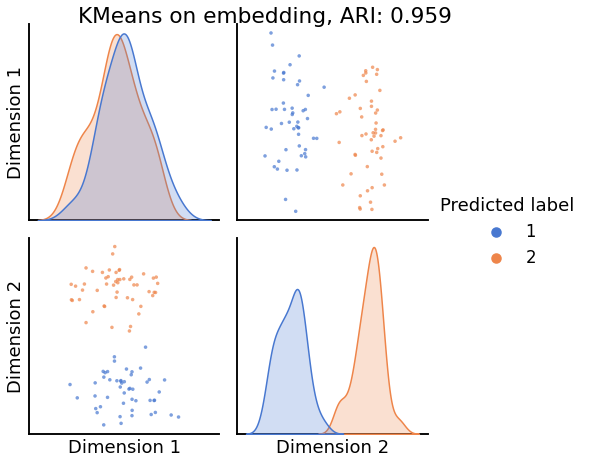 KMeans on embedding, ARI: 0.959
Dimension 1
Predicted label
1
2
Dimension 2
Dimension 1
Dimension 2